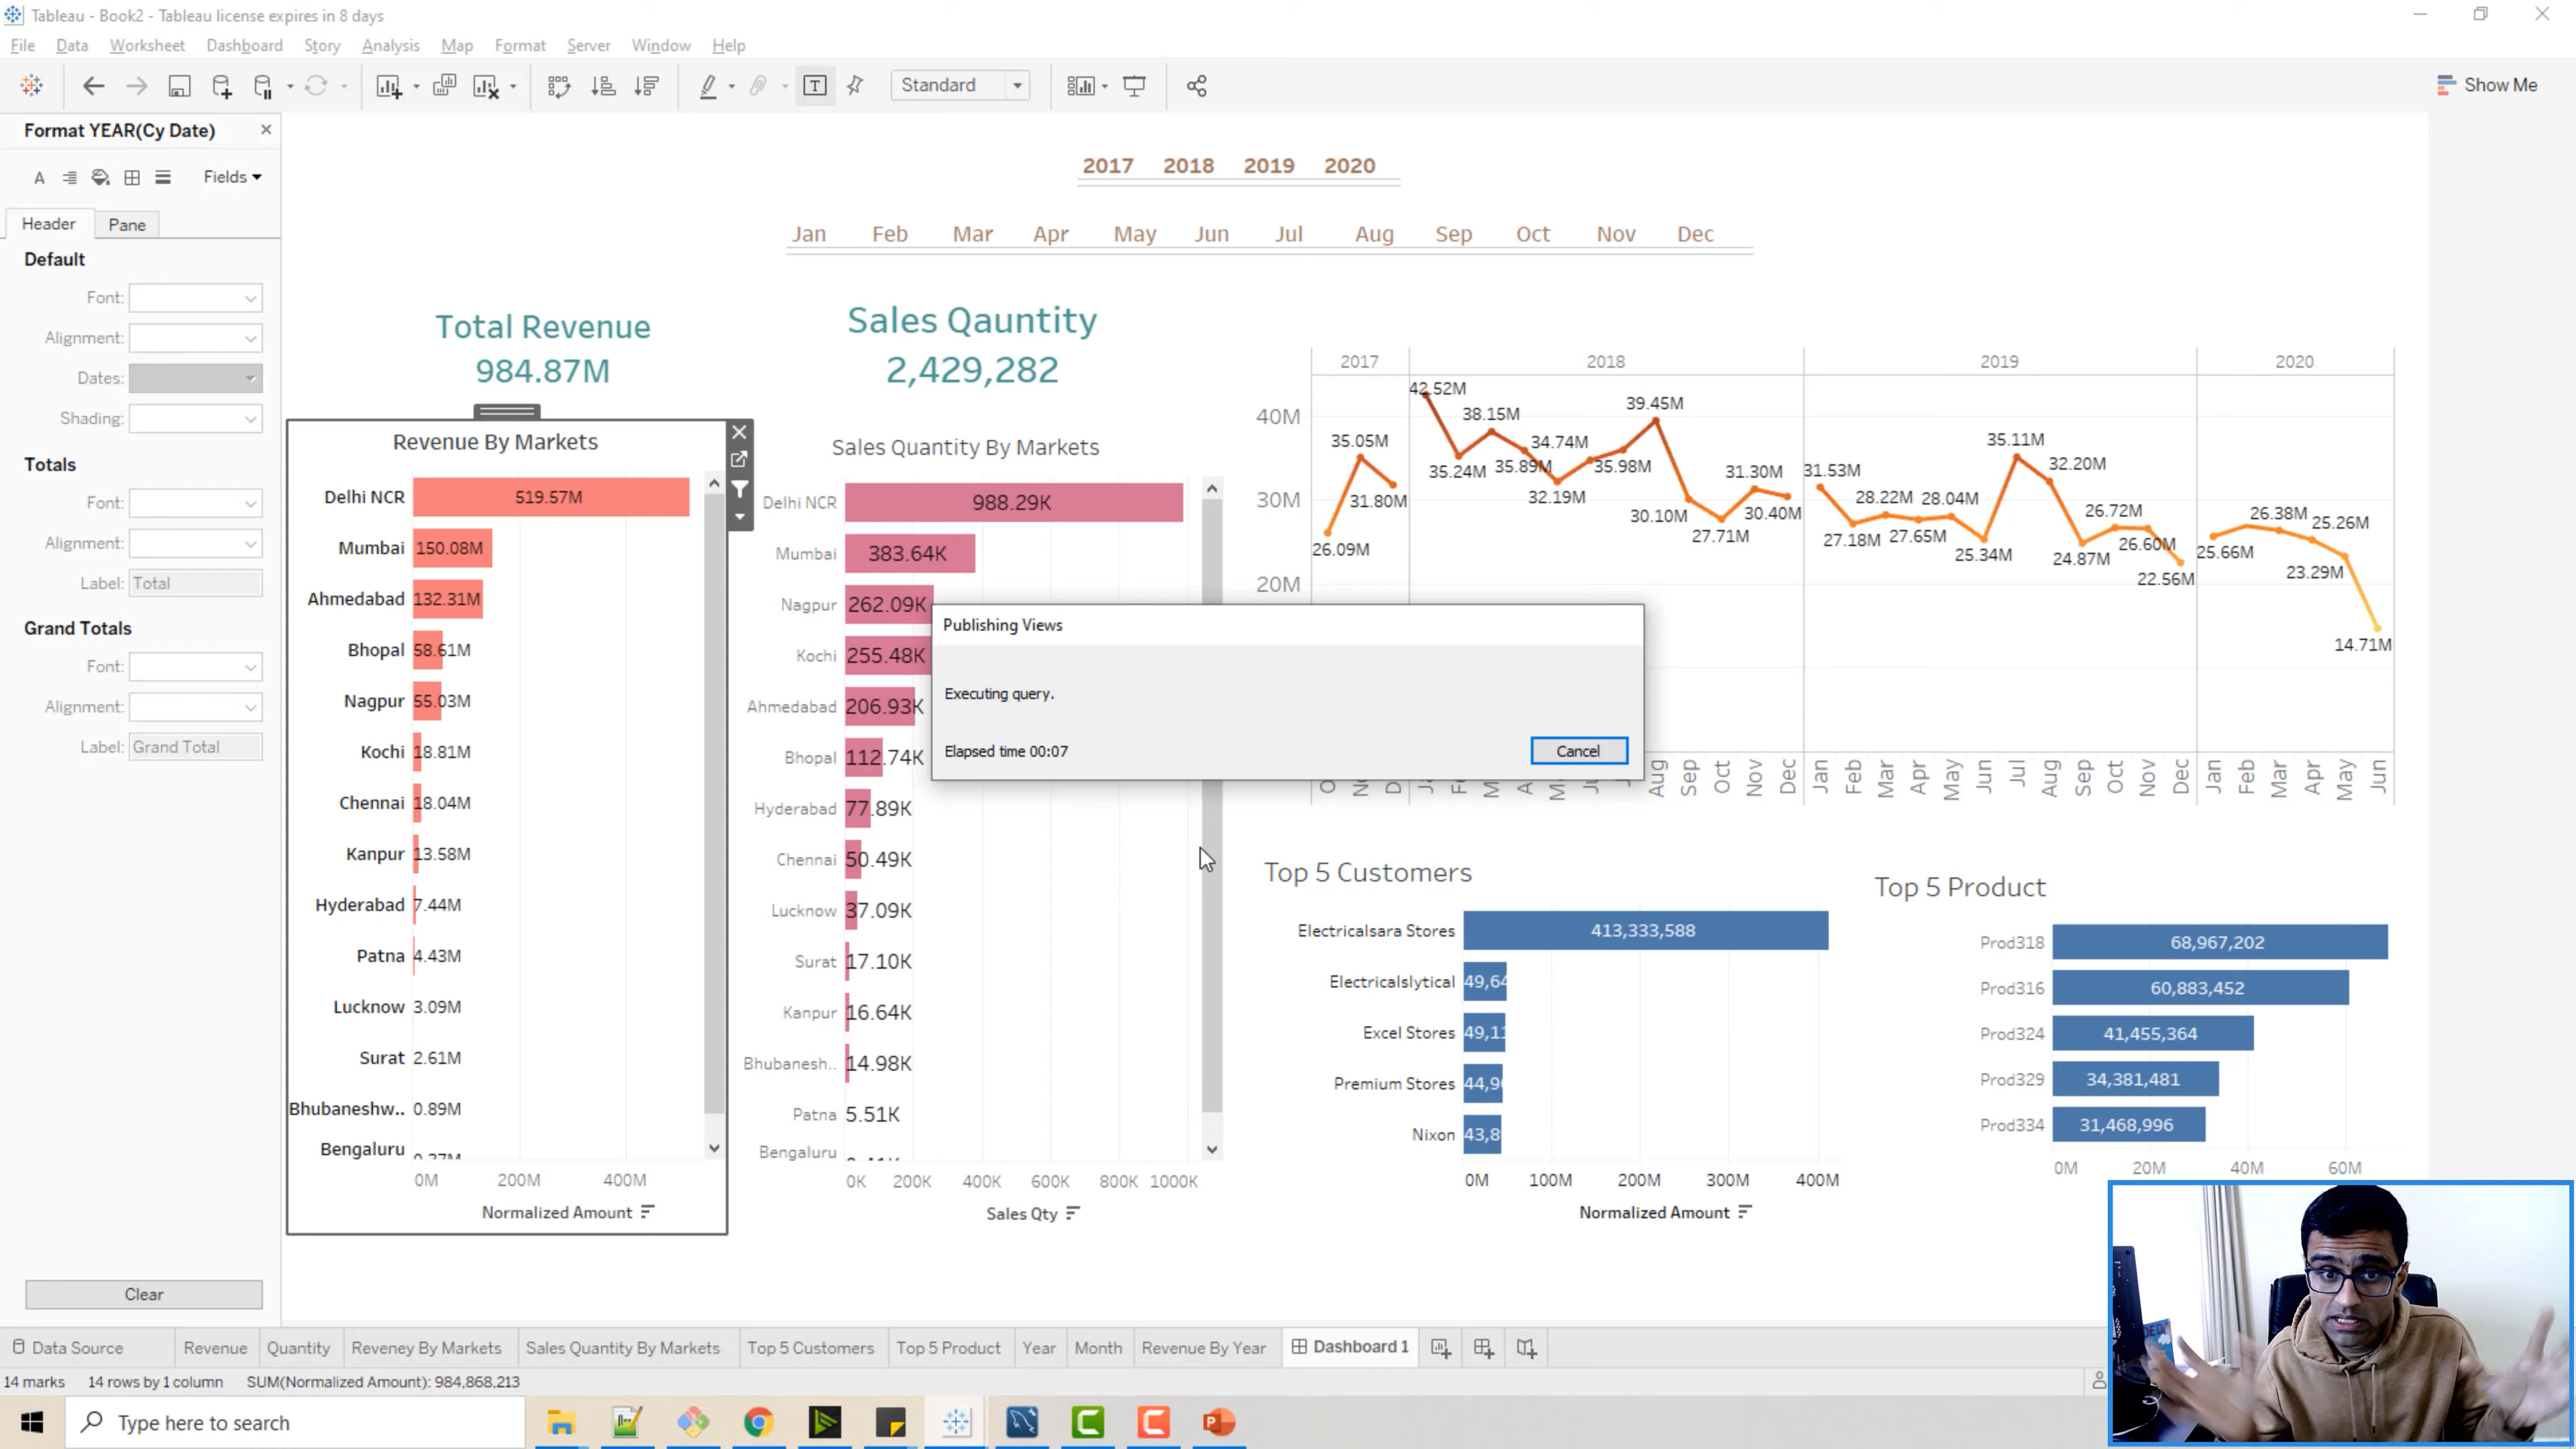 Tableau - Book2 - Tableau license expires in 8 days
File Data Worksheet Dashboard Story Analysis Map Format Server Window Help
Standard
Show Me
Format YEAR(Cy Date)
Fields
Header Pane
Default
Font:
Alignment:
Dates:
Shading:
Totals
Font:
Alignment:
Label: Total
Grand Totals
Font:
Alignment:
Label: Grand Total
Clear
2017 2018 2019 2020
Jan Feb Mar Apr May Jun Jul Aug Sep Oct Nov Dec
Total Revenue
984.87M
Sales Qauntity
2,429,282
Revenue By Markets
Delhi NCR 519.57M
Mumbai 150.08M
Ahmedabad 132.31M
Bhopal 58.61M
Nagpur 55.03M
Kochi 18.81M
Chennai 18.04M
Kanpur 13.58M
Hyderabad 7.44M
Patna 4.43M
Lucknow 3.09M
Surat 2.61M
Bhubaneshw.. 0.89M
Bengaluru
0M 200M 400M
Normalized Amount
Sales Quantity By Markets
Delhi NCR 988.29K
Mumbai 383.64K
Nagpur 262.09K
Kochi 255.48K
Ahmedabad 206.93K
Bhopal 112.74K
Hyderabad 77.89K
Chennai 50.49K
Lucknow 37.09K
Surat 17.10K
Kanpur 16.64K
Bhubanesh.. 14.98K
Patna 5.51K
Bengaluru
0K 200K 400K 600K 800K 1000K
Sales Qty
2017 2018 2019 2020
40M
30M
20M
26.09M 35.05M 31.80M
42.52M 35.24M 38.15M 35.89M 32.19M 34.74M 35.98M 39.45M 30.10M 27.71M 31.30M 30.40M
31.53M 27.18M 28.22M 27.65M 28.04M 25.34M 35.11M 32.20M 24.87M 26.72M 26.60M 22.56M
25.66M 26.38M 25.26M 23.29M 14.71M
Aug Sep Oct Nov Dec Jan Feb Mar Apr May Jun Jul Aug Sep Oct Nov Dec Jan Feb Mar Apr May Jun
Publishing Views
Executing query.
Elapsed time 00:07
Cancel
Top 5 Customers
Electricalsara Stores 413,333,588
Electricalslytical 49,64
Excel Stores 49,11
Premium Stores 44,9
Nixon 43,8
0M 100M 200M 300M 400M
Normalized Amount
Top 5 Product
Prod318 68,967,202
Prod316 60,883,452
Prod324 41,455,364
Prod329 34,381,481
Prod334 31,468,996
0M 20M 40M 60M
Data Source Revenue Quantity Reveney By Markets Sales Quantity By Markets Top 5 Customers Top 5 Product Year Month Revenue By Year Dashboard 1
14 marks 14 rows by 1 column SUM(Normalized Amount): 984,868,213
Type here to search